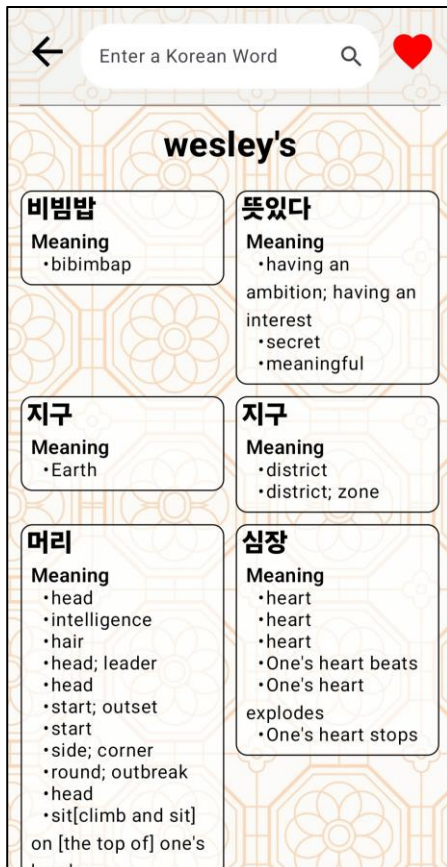 Enter a Korean Word
wesley's
비빔밥
Meaning
•bibimbap
뜻있다
Meaning
•having an
ambition; having an
interest
•secret
•meaningful
지구
Meaning
•Earth
지구
Meaning
•district
•district; zone
머리
Meaning
•head
•intelligence
•hair
•head; leader
•head
•start; outset
•start
•side; corner
•round; outbreak
•head
•sit[climb and sit]
on [the top of] one's
심장
Meaning
•heart
•heart
•heart
•One's heart beats
•One's heart
explodes
•One's heart stops